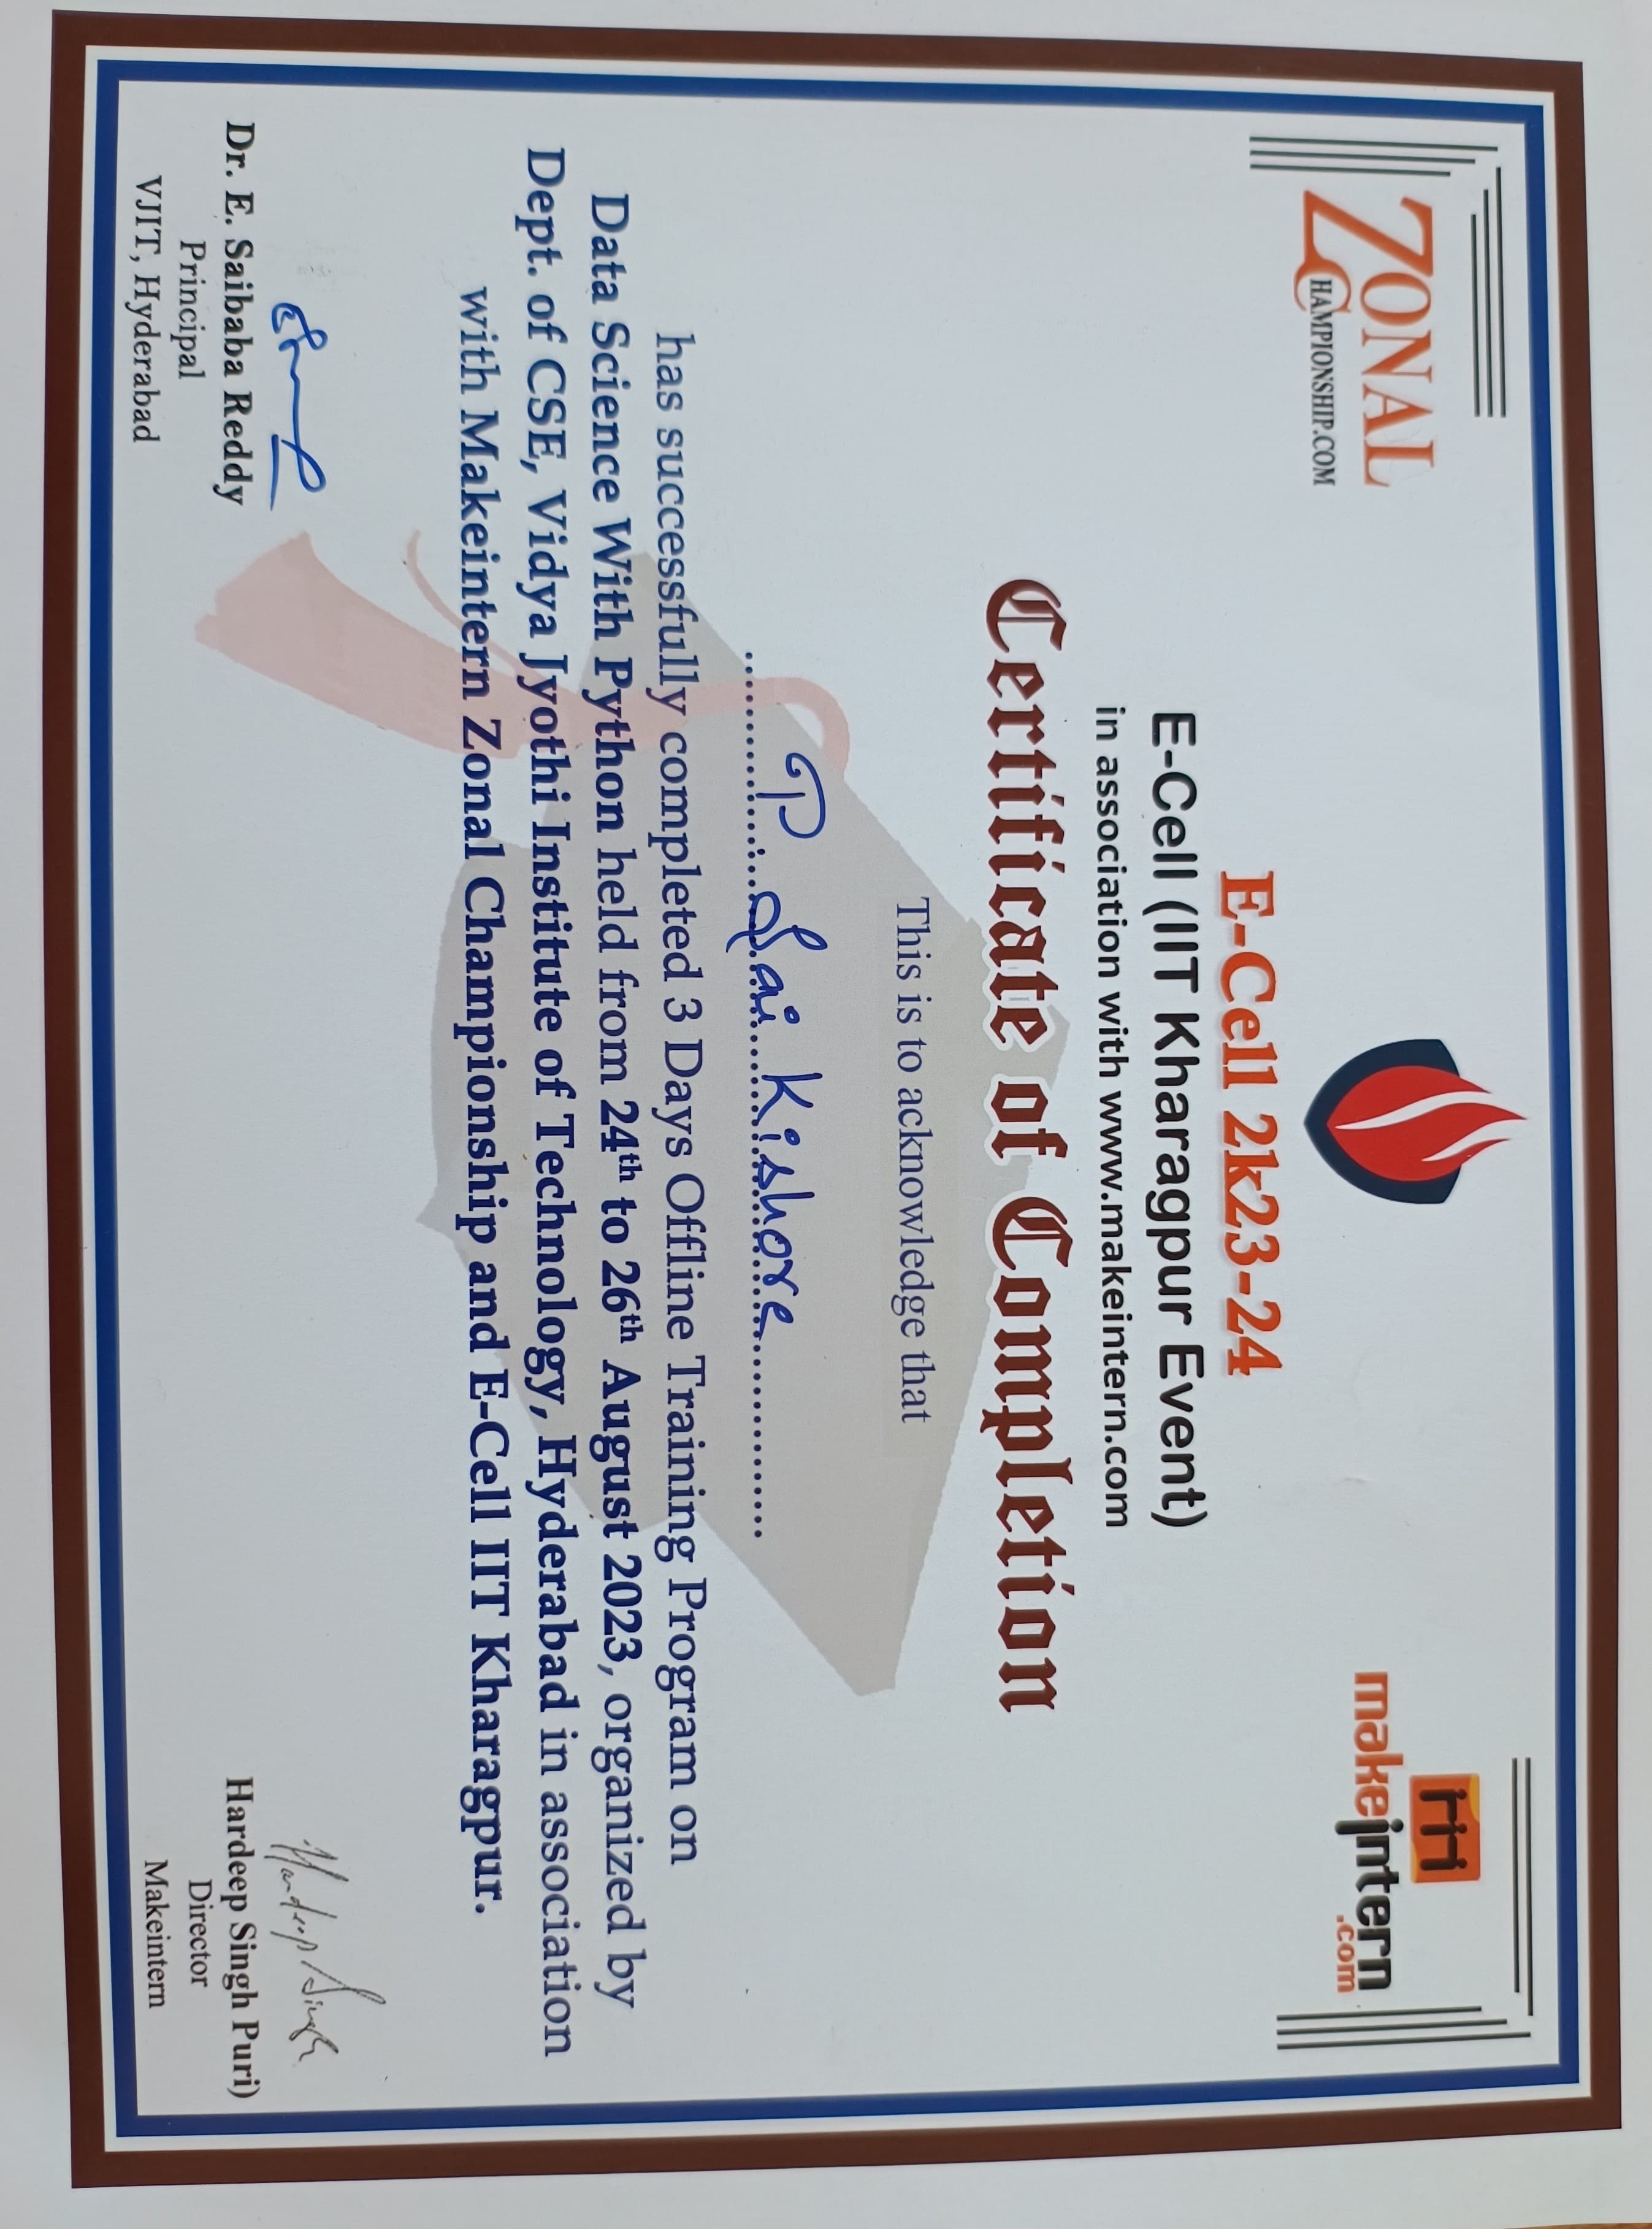 ZONAL
CHAMPIONSHIP.COM
makeintern
.com
E-Cell 2k23-24
E-Cell (IIT Kharagpur Event)
in association with www.makeintern.com
Certificate of Completion
This is to acknowledge that
P. Sai Kishore
has successfully completed 3 Days Offline Training Program on
Data Science With Python held from 24th to 26th August 2023, organized by
Dept. of CSE, Vidya Jyothi Institute of Technology, Hyderabad in association
with Makeintern Zonal Championship and E-Cell IIT Kharagpur.
Hardeep Singh
Dr. E. Saibaba Reddy
Principal
VJIT, Hyderabad
Hardeep Singh Puri)
Director
Makeintern